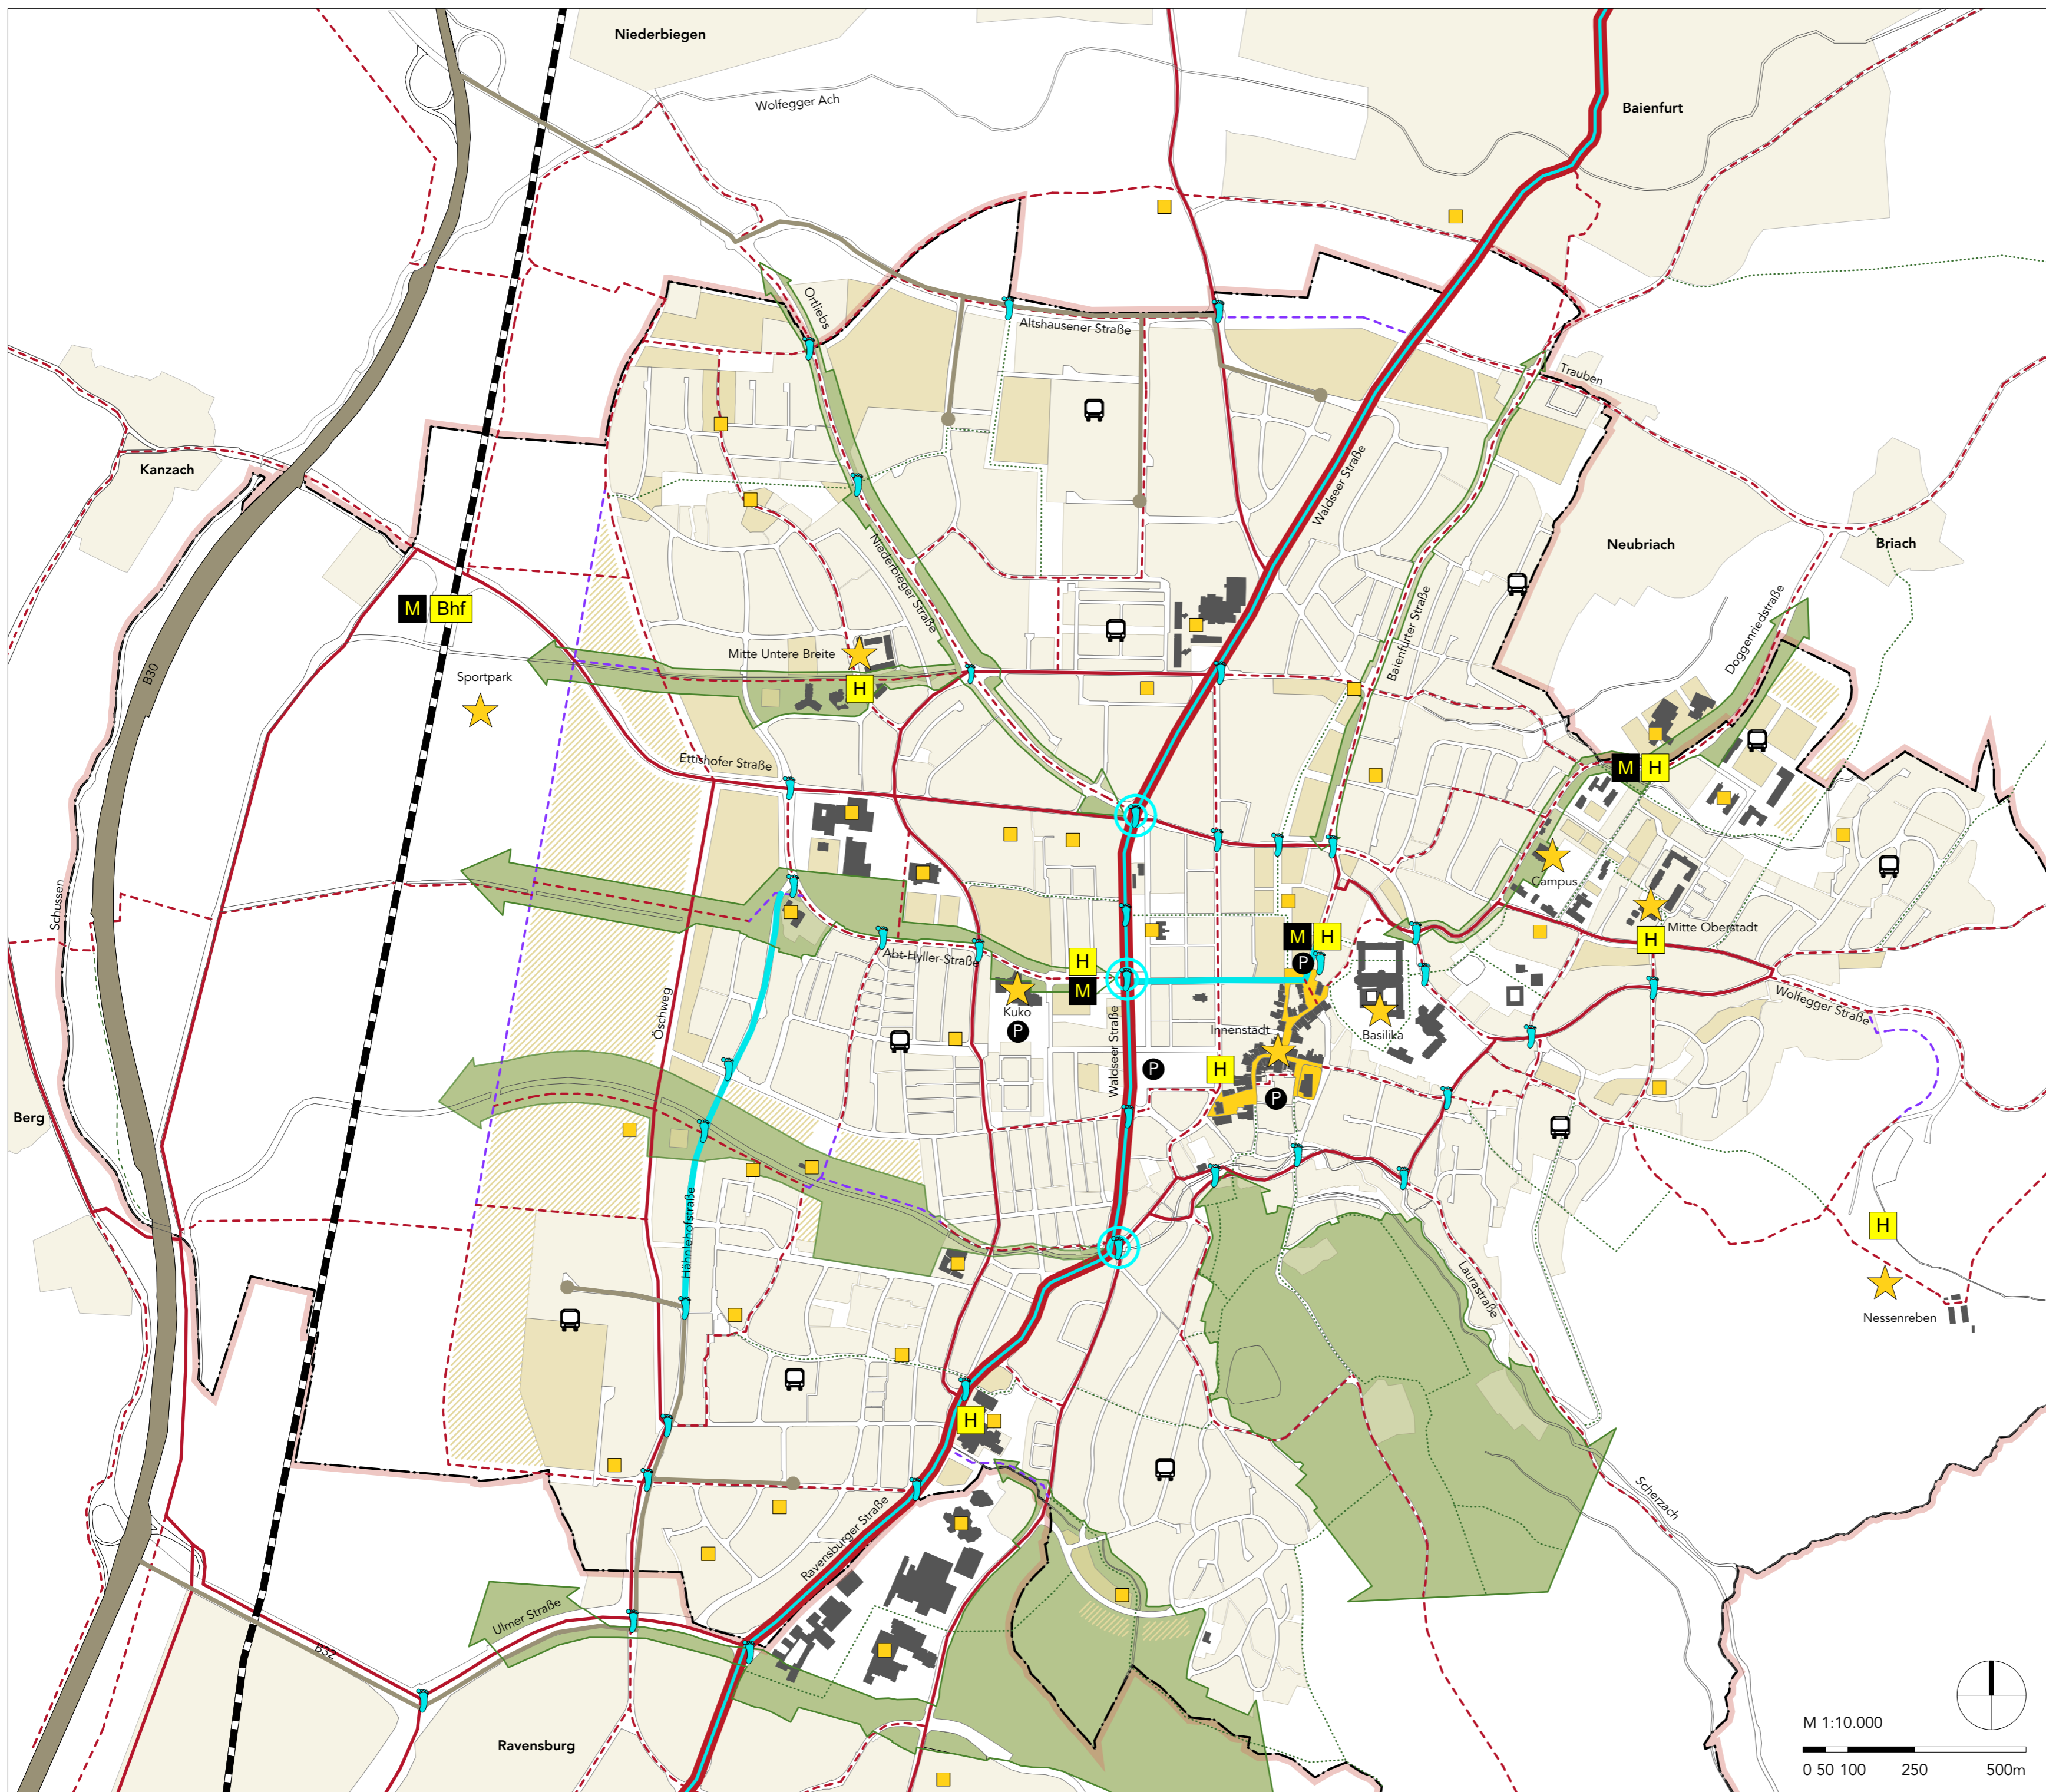 Niederbiegen
Wolfegger Ach
Baienfurt
Ortliebs
Altshausener Straße
Trauben
Kanzach
Waldseer Straße
Neubriach
Briach
Niederbieger Straße
Doggenriedstraße
M
Bhf
Baienfurter Straße
Mitte Untere Breite
B30
Sportpark
H
Ettishofer Straße
M
H
Campus
Schussen
Mitte Oberstadt
M
H
H
Abt-Hyller-Straße
H
P
M
Wolfegger Straße
Kuko
Öschweg
P
Waldseer Straße
Innenstadt
Basilika
H
P
P
Berg
Hähnlehofstraße
H
Laurastraße
Nessenreben
H
Scherzach
Ravensburger Straße
Ulmer Straße
B32
Ravensburg
M 1:10.000
0 50 100 250 500m